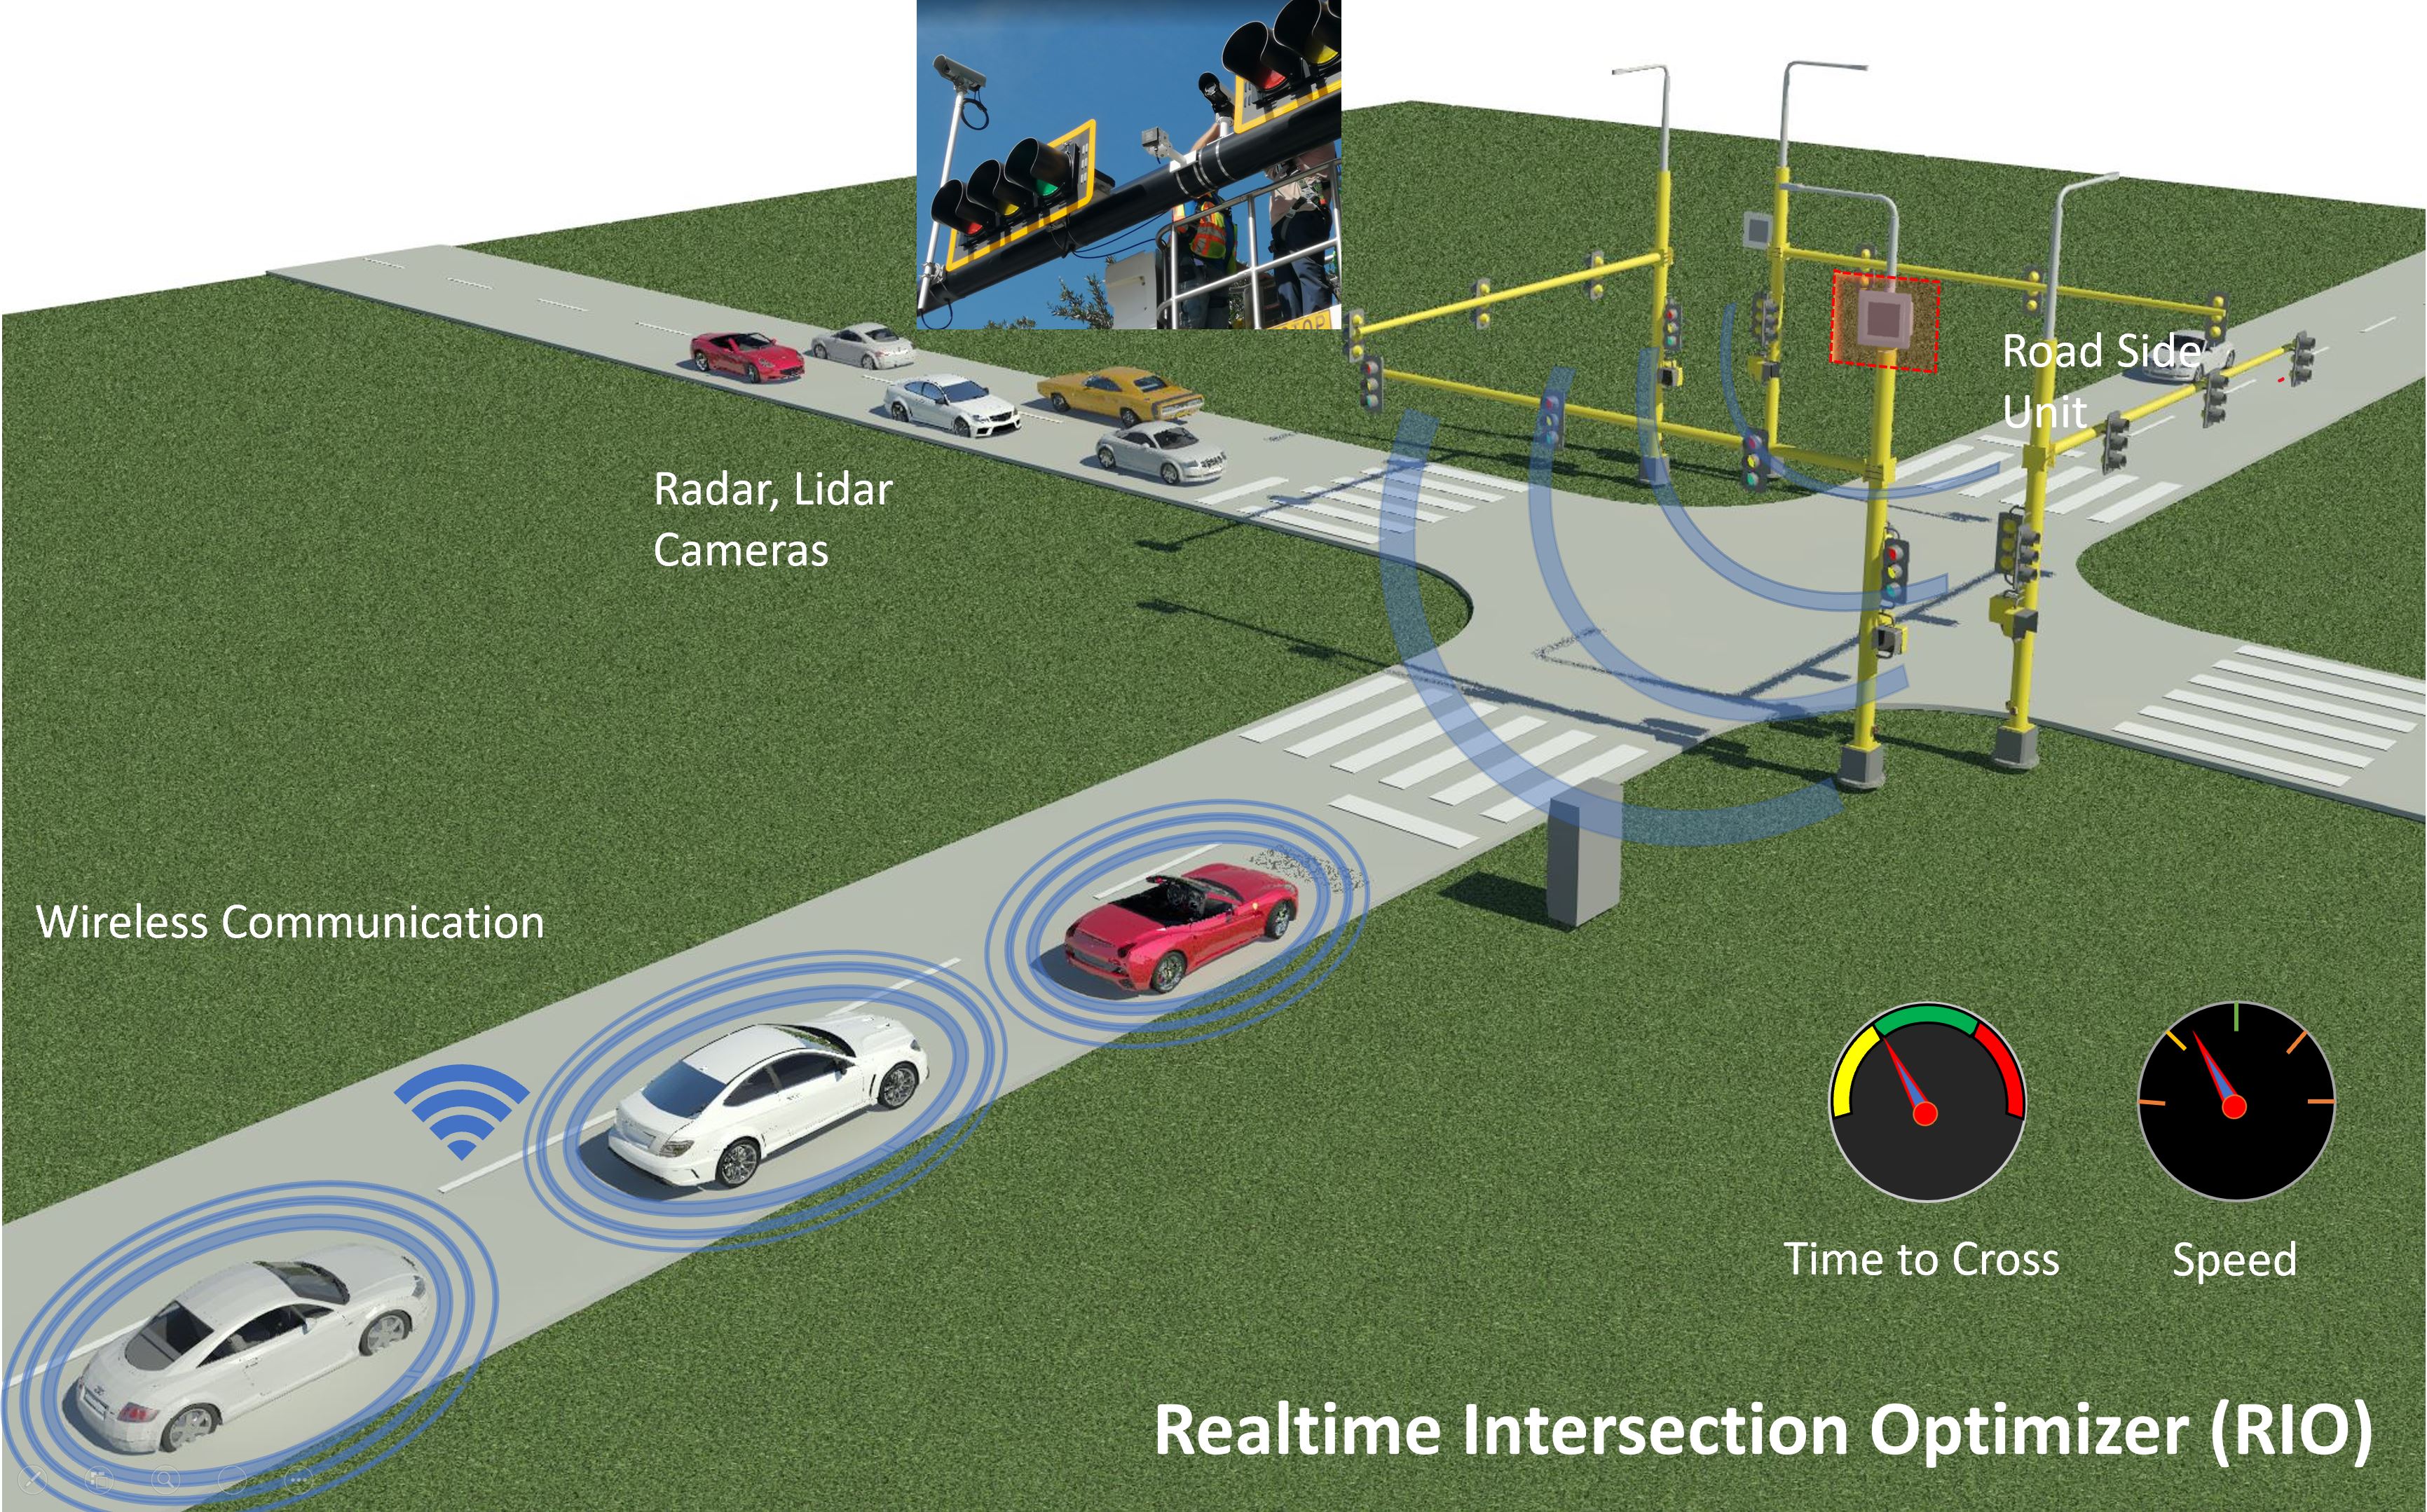 Road Side
Unit
Radar, Lidar
Cameras
Wireless Communication
Time to Cross
Speed
Realtime Intersection Optimizer (RIO)